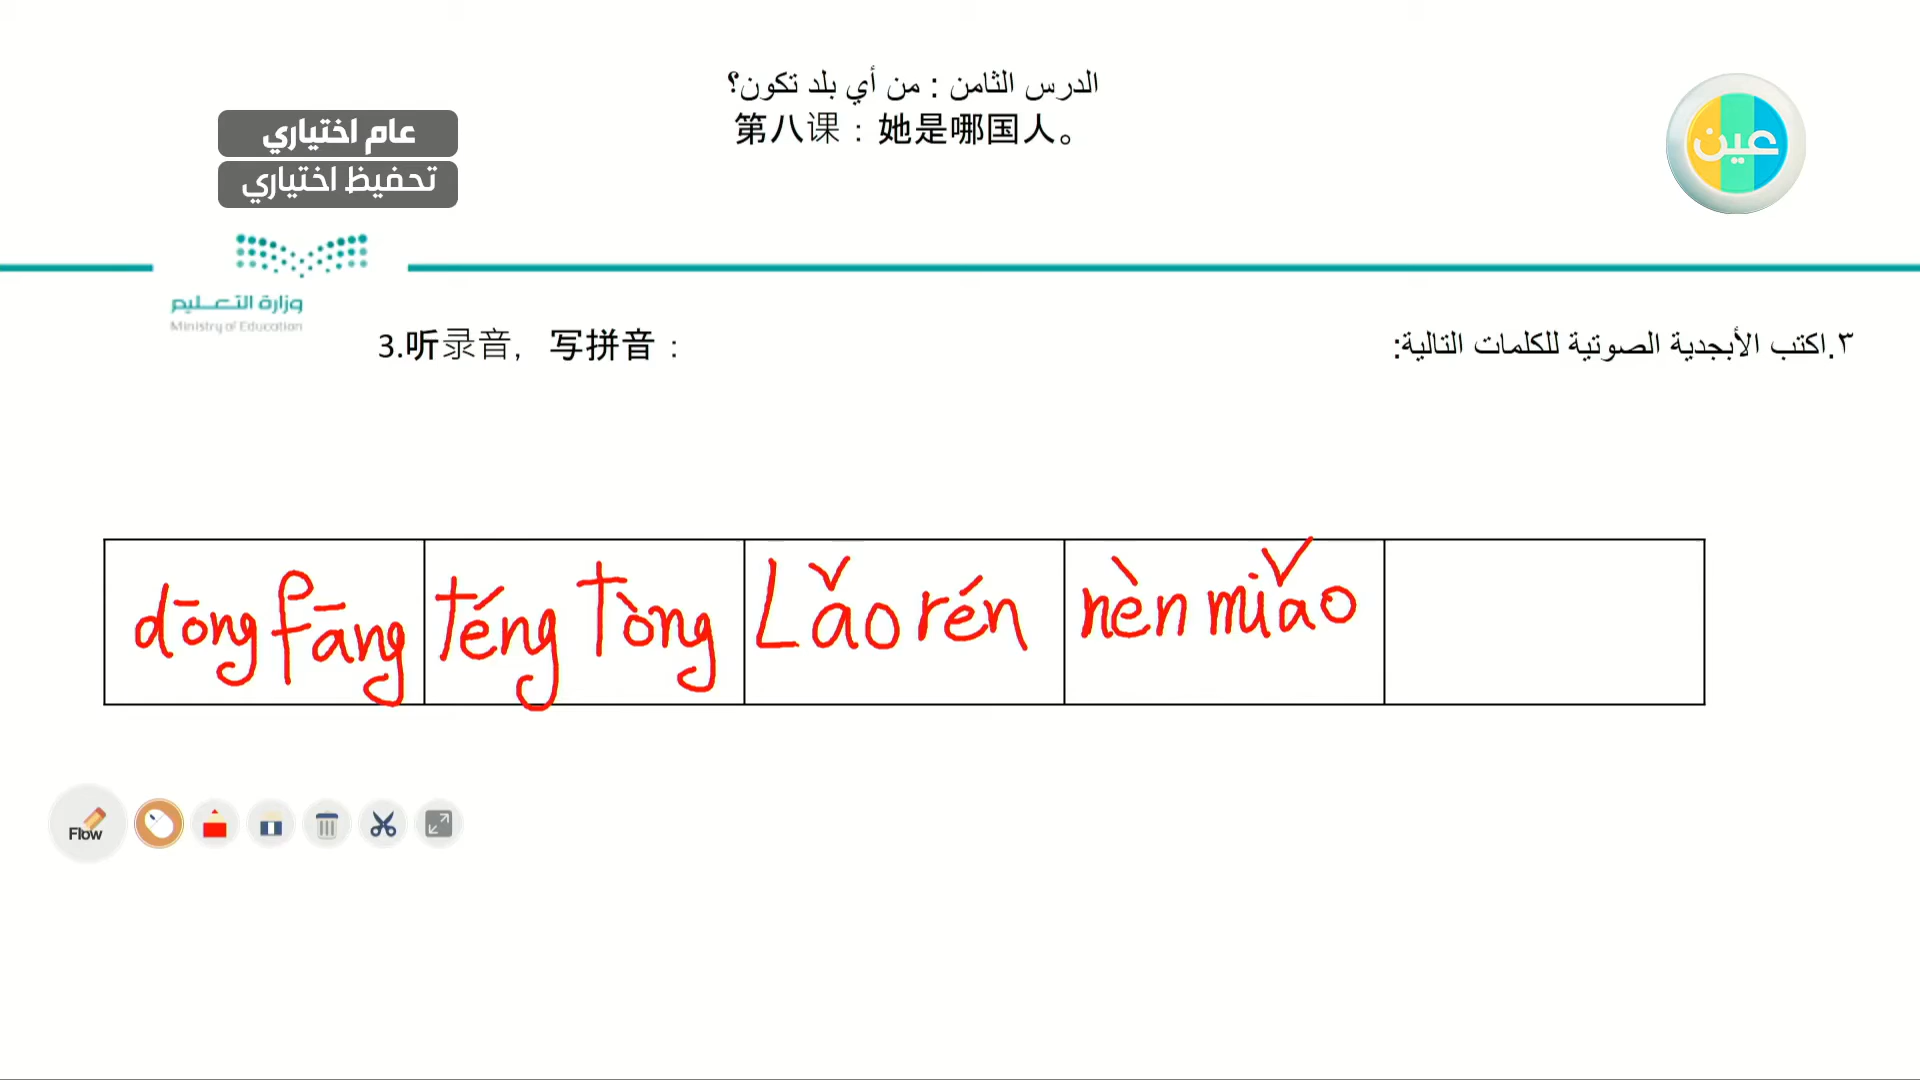 الدرس الثامن : من أي بلد تكون؟
第八课：她是哪国人。
عام اختياري
تحفيظ اختياري
عين
وزارة التعليم
Ministry of Education
3.听录音，写拼音：
٣.اكتب الأبجدية الصوتية للكلمات التالية:
dōng fāng
téng tòng
Lǎo rén
nèn miǎo
Flow